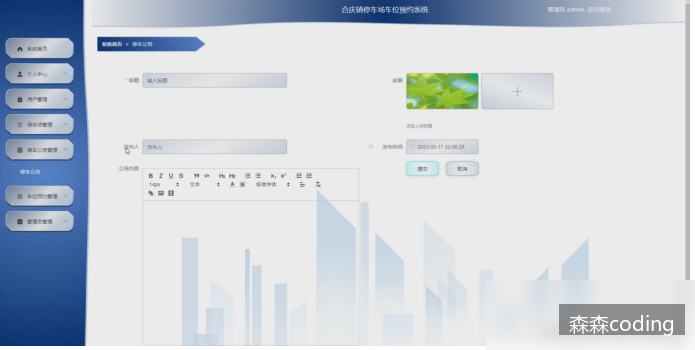 合庆镇停车场车位预约系统
管理员 admin 退出登录
系统首页
个人中心
用户管理
停车场管理
停车公告管理
停车公告
车位预约管理
管理员管理
系统首页 > 停车公告
* 标题 输入标题
封面
点击上传封面
发布人 发布人
发布时间 2023-02-17 20:58:28
提交 取消
公告内容
14px 文本 标准字体
森森coding